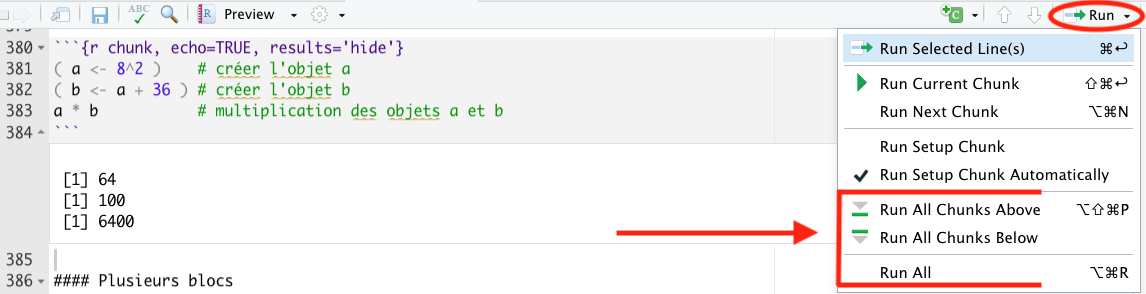 ABC Preview Run
380 ```{r chunk, echo=TRUE, results='hide'}
381 ( a <- 8^2 ) # créer l'objet a
382 ( b <- a + 36 ) # créer l'objet b
383 a * b # multiplication des objets a et b
384 ```
[1] 64
[1] 100
[1] 6400
385
386 #### Plusieurs blocs
Run Selected Line(s) ⌘↩
Run Current Chunk ⇧⌘↩
Run Next Chunk ⌥⌘N
Run Setup Chunk
Run Setup Chunk Automatically
Run All Chunks Above ⌥⇧⌘P
Run All Chunks Below
Run All ⌥⌘R